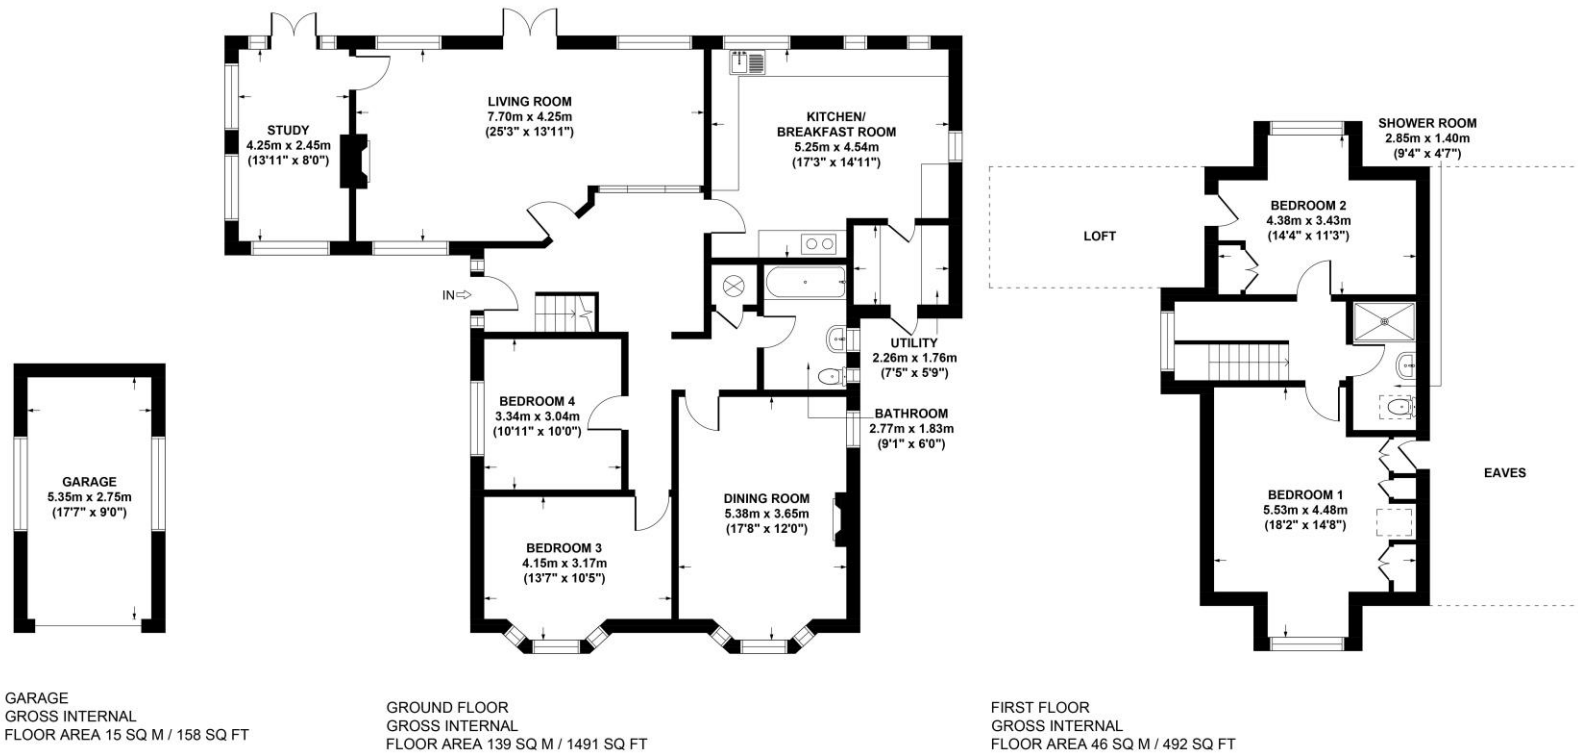 STUDY
4.25m x 2.45m
(13'11" x 8'0")
LIVING ROOM
7.70m x 4.25m
(25'3" x 13'11")
KITCHEN/
BREAKFAST ROOM
5.25m x 4.54m
(17'3" x 14'11")
IN
UTILITY
2.26m x 1.76m
(7'5" x 5'9")
BATHROOM
2.77m x 1.83m
(9'1" x 6'0")
BEDROOM 4
3.34m x 3.04m
(10'11" x 10'0")
DINING ROOM
5.38m x 3.65m
(17'8" x 12'0")
BEDROOM 3
4.15m x 3.17m
(13'7" x 10'5")
GARAGE
5.35m x 2.75m
(17'7" x 9'0")
SHOWER ROOM
2.85m x 1.40m
(9'4" x 4'7")
BEDROOM 2
4.38m x 3.43m
(14'4" x 11'3")
LOFT
BEDROOM 1
5.53m x 4.48m
(18'2" x 14'8")
EAVES
GARAGE
GROSS INTERNAL
FLOOR AREA 15 SQ M / 158 SQ FT
GROUND FLOOR
GROSS INTERNAL
FLOOR AREA 139 SQ M / 1491 SQ FT
FIRST FLOOR
GROSS INTERNAL
FLOOR AREA 46 SQ M / 492 SQ FT